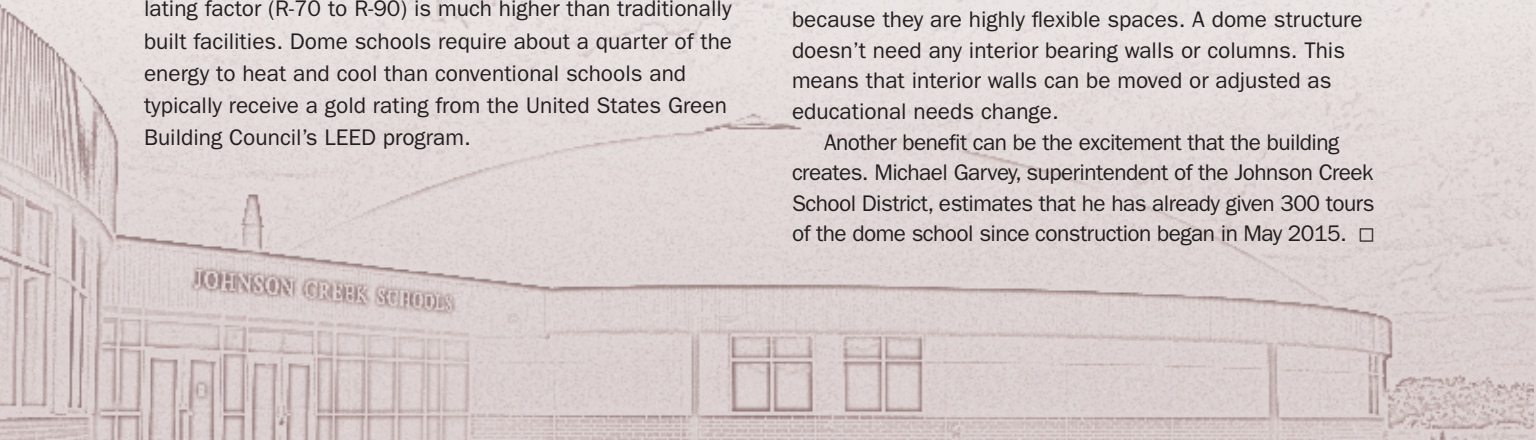 lating factor (R-70 to R-90) is much higher than traditionally
built facilities. Dome schools require about a quarter of the
energy to heat and cool than conventional schools and
typically receive a gold rating from the United States Green
Building Council’s LEED program.
because they are highly flexible spaces. A dome structure
doesn’t need any interior bearing walls or columns. This
means that interior walls can be moved or adjusted as
educational needs change.
Another benefit can be the excitement that the building
creates. Michael Garvey, superintendent of the Johnson Creek
School District, estimates that he has already given 300 tours
of the dome school since construction began in May 2015. □
JOHNSON CREEK SCHOOLS